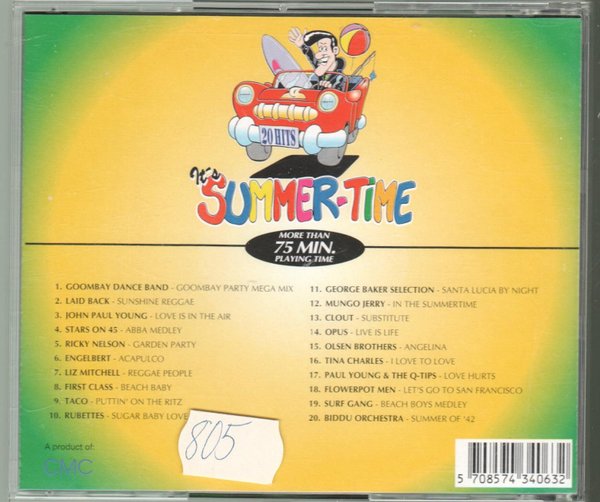 20 HITS
It's
SUMMER-TIME
MORE THAN
75 MIN.
PLAYING TIME
1. GOOMBAY DANCE BAND - GOOMBAY PARTY MEGA MIX
2. LAID BACK - SUNSHINE REGGAE
3. JOHN PAUL YOUNG - LOVE IS IN THE AIR
4. STARS ON 45 - ABBA MEDLEY
5. RICKY NELSON - GARDEN PARTY
6. ENGELBERT - ACAPULCO
7. LIZ MITCHELL - REGGAE PEOPLE
8. FIRST CLASS - BEACH BABY
9. TACO - PUTTIN' ON THE RITZ
10. RUBETTES - SUGAR BABY LOVE
11. GEORGE BAKER SELECTION - SANTA LUCIA BY NIGHT
12. MUNGO JERRY - IN THE SUMMERTIME
13. CLOUT - SUBSTITUTE
14. OPUS - LIVE IS LIFE
15. OLSEN BROTHERS - ANGELINA
16. TINA CHARLES - I LOVE TO LOVE
17. PAUL YOUNG & THE Q-TIPS - LOVE HURTS
18. FLOWERPOT MEN - LET'S GO TO SAN FRANCISCO
19. SURF GANG - BEACH BOYS MEDLEY
20. BIDDU ORCHESTRA - SUMMER OF '42
805
A product of:
CMC
5 708574 340632